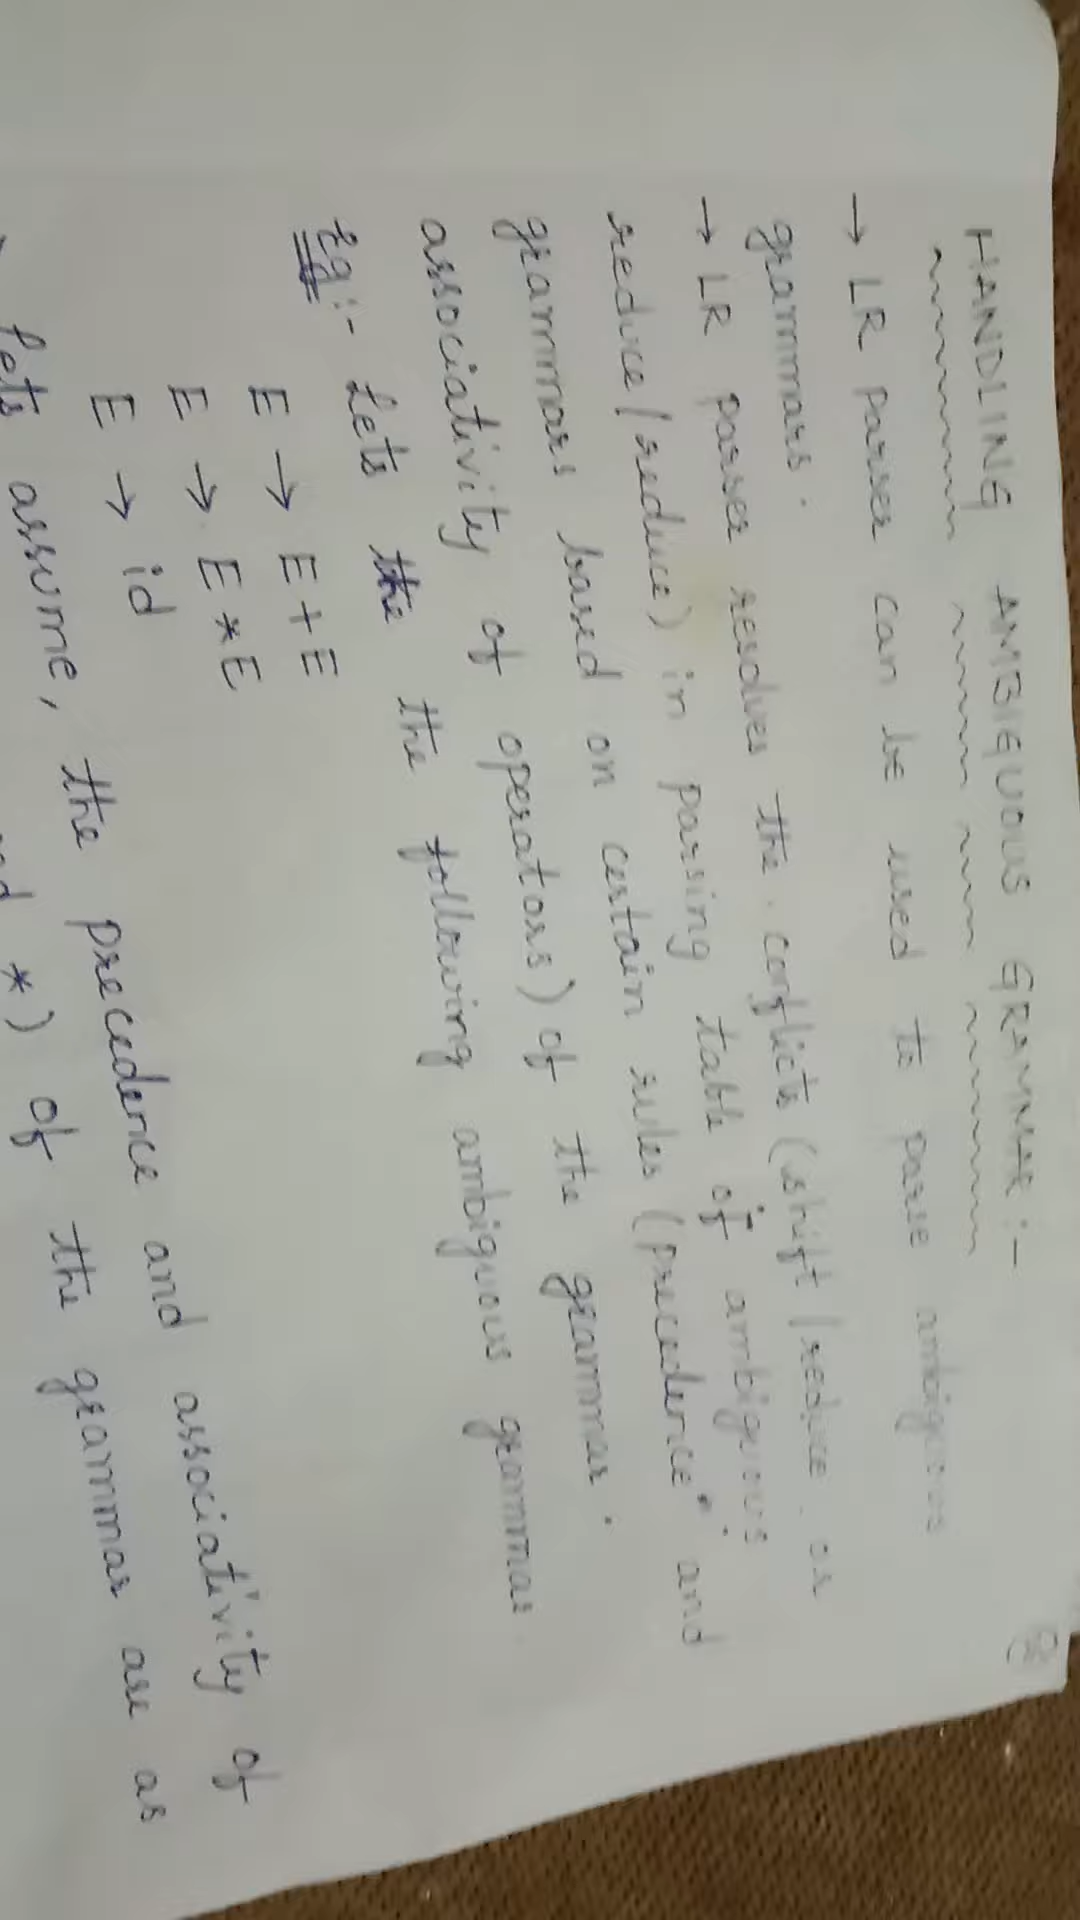 HANDLING AMBIGUOUS GRAMMAR :-
→ LR parser can be used to parse ambiguous
grammars.
→ LR parser resolves the conflicts (shift/reduce or
reduce/reduce) in parsing table of ambiguous
grammars based on certain rules (precedence and
associativity of operators) of the grammar.
Eg:- Lets the the following ambiguous grammar
E → E + E
E → E * E
E → id
Lets assume, the precedence and associativity of
*) of the grammar are as